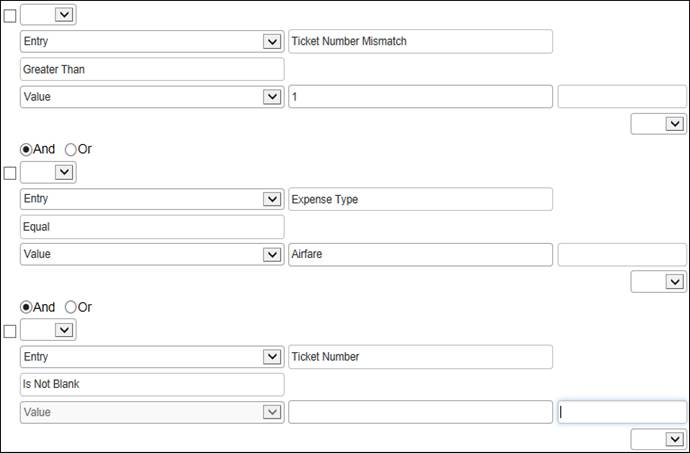 Entry Ticket Number Mismatch
Greater Than
Value 1
And Or
Entry Expense Type
Equal
Value Airfare
And Or
Entry Ticket Number
Is Not Blank
Value